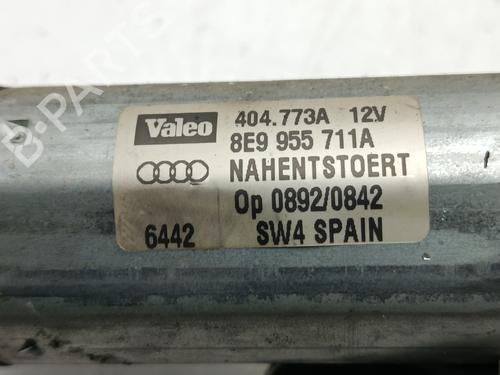 B-PARTS
Valeo 404.773A 12V
8E9 955 711A
NAHENTSTOERT
Op 0892/0842
6442 SW4 SPAIN